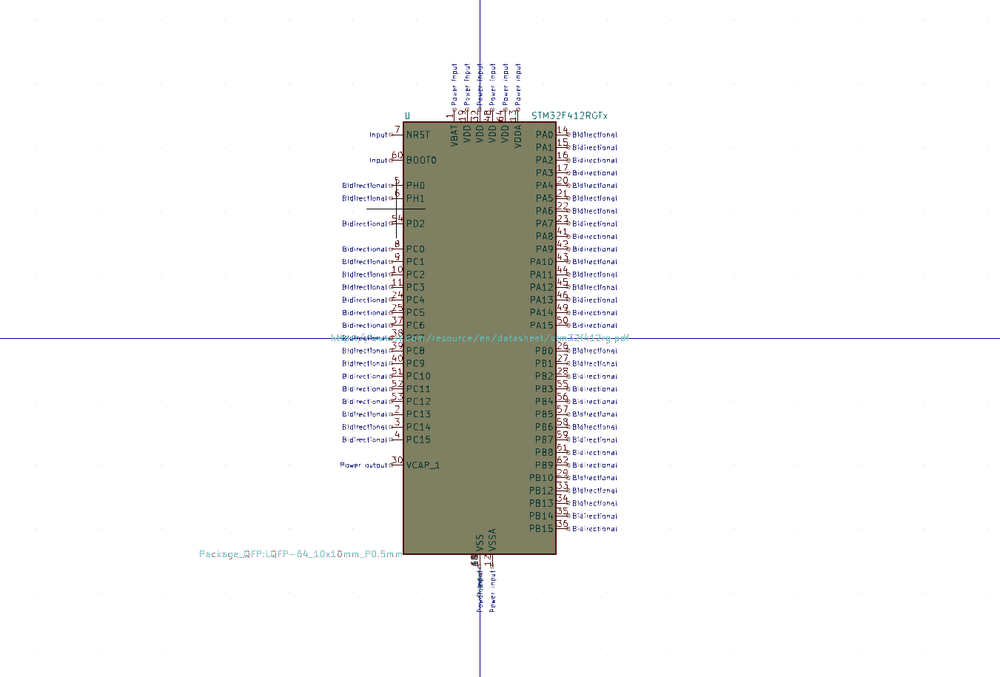 Power input
Power input
Power input
Power input
Power input
Power input
1
19
32
48
64
13
U
STM32F412RGTx
VBAT
VDD
VDD
VDD
VDD
VDDA
Input 7 NRST
Input 60 BOOT0
Bidirectional 5 PH0
Bidirectional 6 PH1
Bidirectional 54 PD2
Bidirectional 8 PC0
Bidirectional 9 PC1
Bidirectional 10 PC2
Bidirectional 11 PC3
Bidirectional 24 PC4
Bidirectional 25 PC5
Bidirectional 37 PC6
38
Bidirectional 39 PC8
Bidirectional 40 PC9
Bidirectional 51 PC10
Bidirectional 52 PC11
Bidirectional 53 PC12
Bidirectional 2 PC13
Bidirectional 3 PC14
Bidirectional 4 PC15
Power output 30 VCAP_1
PA0 14 Bidirectional
PA1 15 Bidirectional
PA2 16 Bidirectional
PA3 17 Bidirectional
PA4 20 Bidirectional
PA5 21 Bidirectional
PA6 22 Bidirectional
PA7 23 Bidirectional
PA8 41 Bidirectional
PA9 42 Bidirectional
PA10 43 Bidirectional
PA11 44 Bidirectional
PA12 45 Bidirectional
PA13 46 Bidirectional
PA14 49 Bidirectional
PA15 50 Bidirectional
/resource/en/datasheet/stm32f412rg.pdf
PB0 26 Bidirectional
PB1 27 Bidirectional
PB2 28 Bidirectional
PB3 55 Bidirectional
PB4 56 Bidirectional
PB5 57 Bidirectional
PB6 58 Bidirectional
PB7 59 Bidirectional
PB8 61 Bidirectional
PB9 62 Bidirectional
PB10 29 Bidirectional
PB12 33 Bidirectional
PB13 34 Bidirectional
PB14 35 Bidirectional
PB15 36 Bidirectional
VSS
VSSA
12
Power input
Package_QFP:LQFP-64_10x10mm_P0.5mm